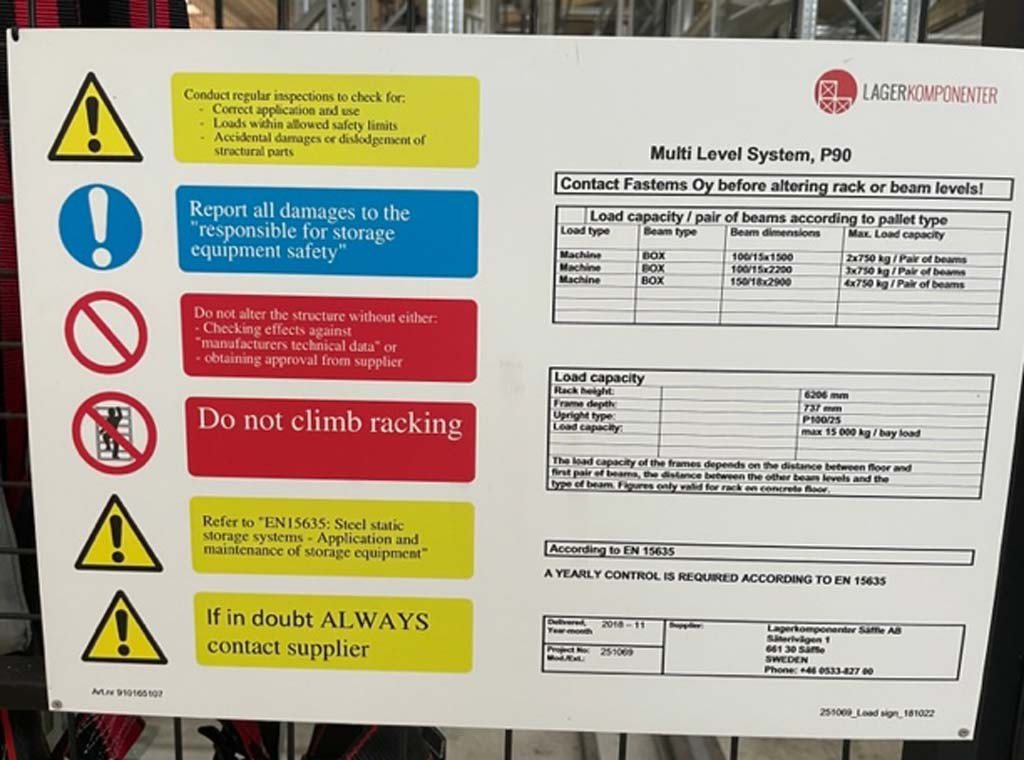 Conduct regular inspections to check for:
- Correct application and use
- Loads within allowed safety limits
- Accidental damages or dislodgement of
structural parts
Report all damages to the
"responsible for storage
equipment safety"
Do not alter the structure without either:
- Checking effects against
"manufacturers technical data" or
- obtaining approval from supplier
Do not climb racking
Refer to "EN15635: Steel static
storage systems - Application and
maintenance of storage equipment"
If in doubt ALWAYS
contact supplier
Art.nr 910165107
LAGERKOMPONENTER
Multi Level System, P90
Contact Fastems Oy before altering rack or beam levels!
Load capacity / pair of beams according to pallet type
Load type Beam type Beam dimensions Max. Load capacity
Machine BOX 100/15x1500 2x750 kg / Pair of beams
Machine BOX 100/15x2200 3x750 kg / Pair of beams
Machine BOX 150/18x2900 4x750 kg / Pair of beams
Load capacity
Rack height: 6206 mm
Frame depth: 737 mm
Upright type: P100/25
Load capacity: max 15 000 kg / bay load
The load capacity of the frames depends on the distance between floor and
first pair of beams, the distance between the other beam levels and the
type of beam. Figures only valid for rack on concrete floor.
According to EN 15635
A YEARLY CONTROL IS REQUIRED ACCORDING TO EN 15635
Delivered, Year-month 2018 – 11
Project No: Mod./Ext.: 251069
Supplier: Lagerkomponenter Säffle AB
Säterivägen 1
661 30 Säffle
SWEDEN
Phone: +46 0533-827 00
251069_Load sign_181022